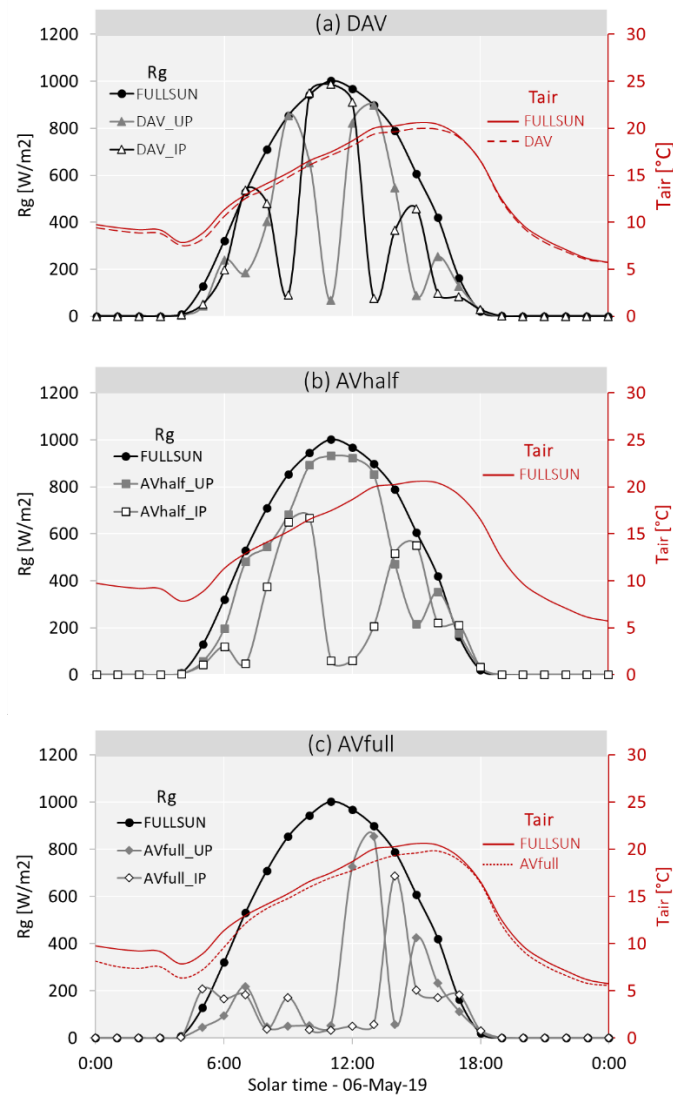 (a) DAV
1200
1000
800
600
400
200
0
Rg [W/m2]
Rg
FULLSUN
DAV_UP
DAV_IP
Tair
FULLSUN
DAV
30
25
20
15
10
5
0
Tair [°C]
(b) AVhalf
1200
1000
800
600
400
200
0
Rg [W/m2]
Rg
FULLSUN
AVhalf_UP
AVhalf_IP
Tair
FULLSUN
30
25
20
15
10
5
0
Tair [°C]
(c) AVfull
1200
1000
800
600
400
200
0
Rg [W/m2]
Rg
FULLSUN
AVfull_UP
AVfull_IP
Tair
FULLSUN
AVfull
30
25
20
15
10
5
0
Tair [°C]
0:00 6:00 12:00 18:00 0:00
Solar time - 06-May-19